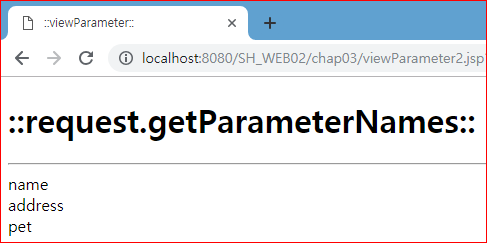 ::viewParameter::
localhost:8080/SH_WEB02/chap03/viewParameter2.jsp
::request.getParameterNames::
name
address
pet